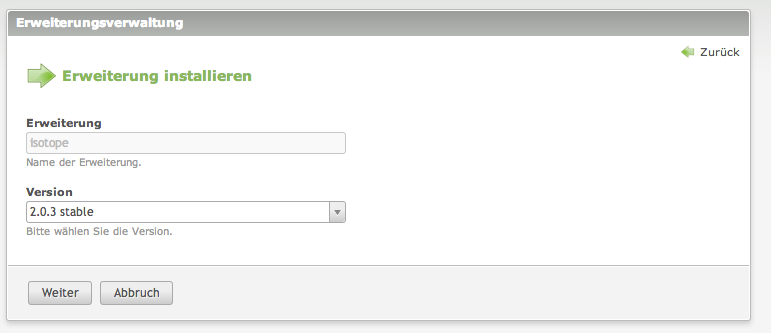 Erweiterungsverwaltung
Zurück
Erweiterung installieren
Erweiterung
isotope
Name der Erweiterung.
Version
2.0.3 stable
Bitte wählen Sie die Version.
Weiter Abbruch